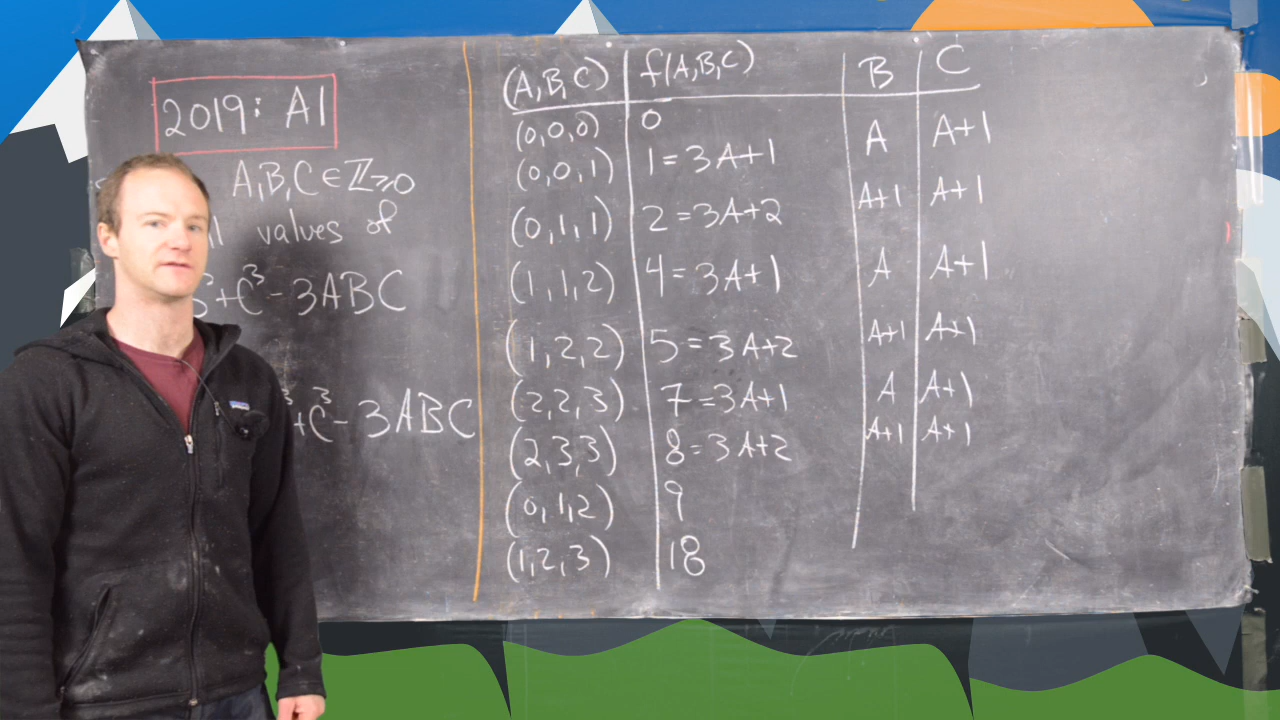 2019: A1
A,B,C ∈ ℤ≥0
values of
+C³ - 3ABC
+C³ - 3ABC
(A,B,C) f(A,B,C) B C
(0,0,0) 0
(0,0,1) 1 = 3A+1 A A+1
(0,1,1) 2 = 3A+2 A+1 A+1
(1,1,2) 4 = 3A+1 A A+1
(1,2,2) 5 = 3A+2 A+1 A+1
(2,2,3) 7 = 3A+1 A A+1
(2,3,3) 8 = 3A+2 A+1 A+1
(0,1,2) 9
(1,2,3) 18